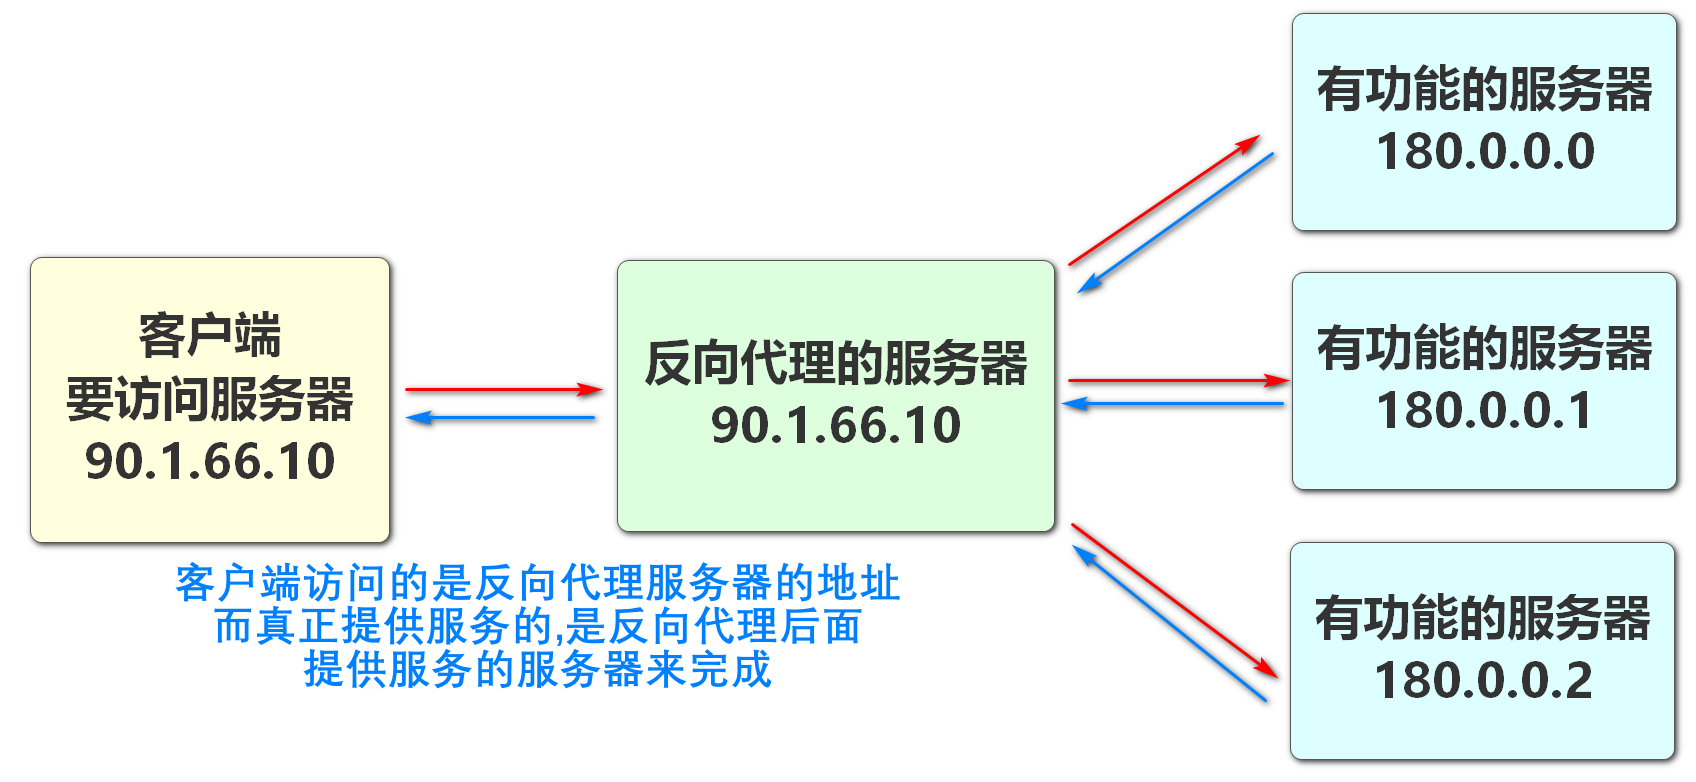 客户端
要访问服务器
90.1.66.10
反向代理的服务器
90.1.66.10
有功能的服务器
180.0.0.0
有功能的服务器
180.0.0.1
有功能的服务器
180.0.0.2
客户端访问的是反向代理服务器的地址
而真正提供服务的,是反向代理后面
提供服务的服务器来完成